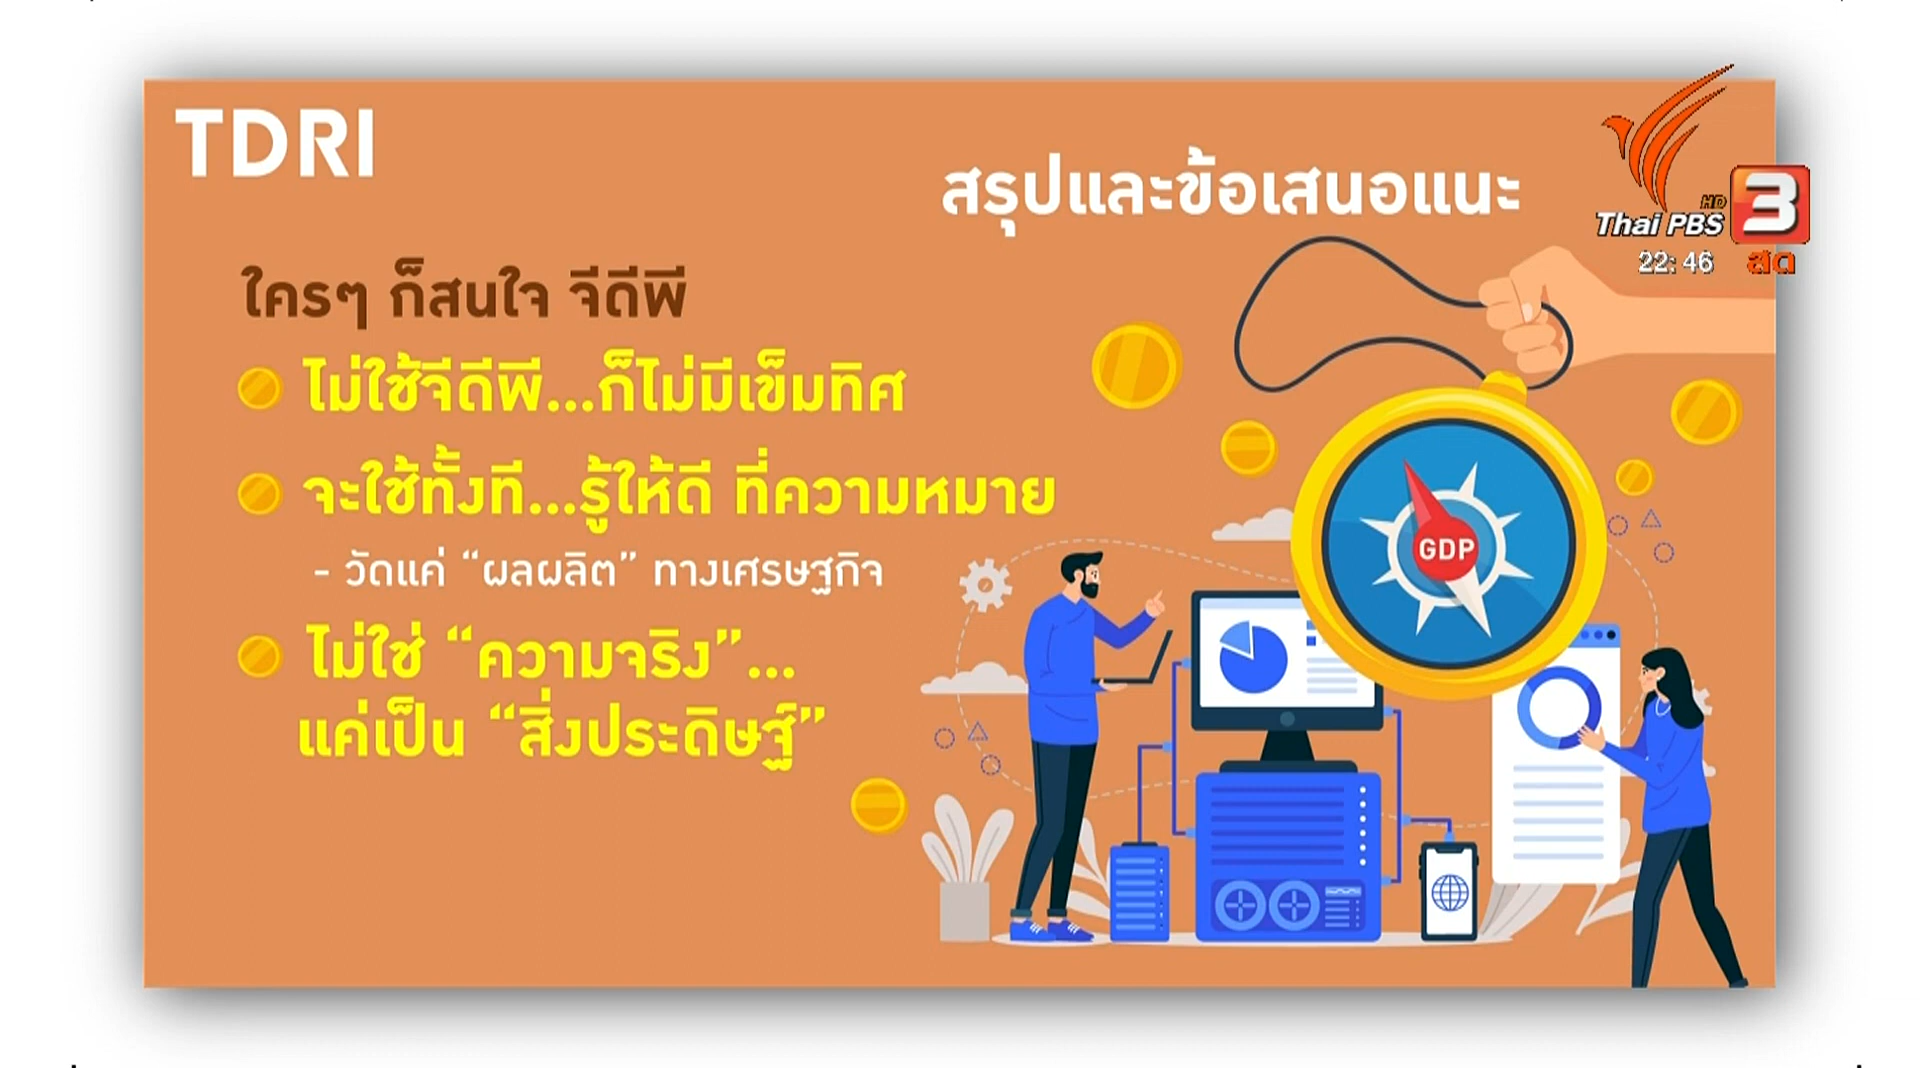 TDRI
สรุปและข้อเสนอแนะ
HD
Thai PBS
3
22:46 สด
ใครๆ ก็สนใจ จีดีพี
ไม่ใช้จีดีพี...ก็ไม่มีเข็มทิศ
จะใช้ทั้งที...รู้ให้ดี ที่ความหมาย
- วัดแค่ “ผลผลิต” ทางเศรษฐกิจ
ไม่ใช่ “ความจริง”...
แค่เป็น “สิ่งประดิษฐ์”
GDP